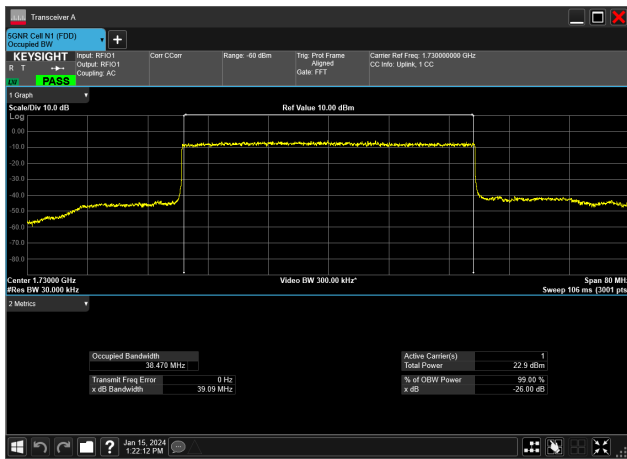 Transceiver A
5GNR Cell N1 (FDD)
Occupied BW
KEYSIGHT
R T
PASS
Input: RFIO1
Output: RFIO1
Coupling: AC
Corr CCorr
Range: -60 dBm
Trig: Prot Frame
Aligned
Gate: FFT
Carrier Ref Freq: 1.730000000 GHz
CC Info: Uplink, 1 CC
1 Graph
Scale/Div 10.0 dB
Ref Value 10.00 dBm
Log
0.00
-10.0
-20.0
-30.0
-40.0
-50.0
-60.0
-70.0
-80.0
Center 1.73000 GHz
Video BW 300.00 kHz*
Span 80 MHz
#Res BW 30.000 kHz
Sweep 106 ms (3001 pts)
2 Metrics
Occupied Bandwidth
38.470 MHz
Active Carrier(s) 1
Total Power 22.9 dBm
Transmit Freq Error 0 Hz
x dB Bandwidth 39.09 MHz
% of OBW Power 99.00 %
x dB -26.00 dB
?
Jan 15, 2024
1:22:12 PM